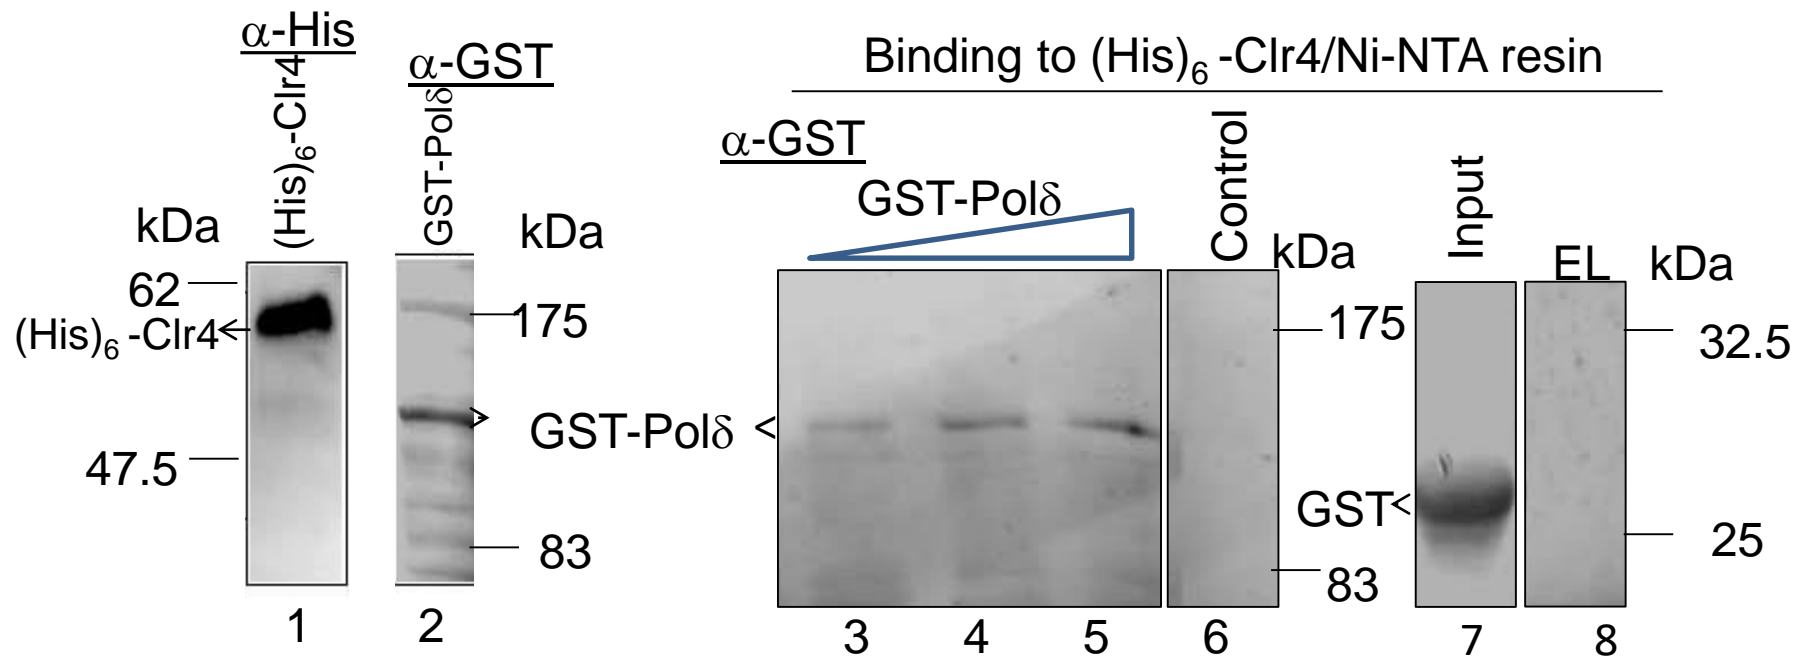 α-His
(His)6-Clr4
kDa
62
(His)6-Clr4
47.5
1
α-GST
GST-Polδ
kDa
175
GST-Polδ
83
2
Binding to (His)6-Clr4/Ni-NTA resin
α-GST
GST-Polδ
Control
kDa
175
83
3 4 5 6
Input
EL
kDa
32.5
GST
25
7 8